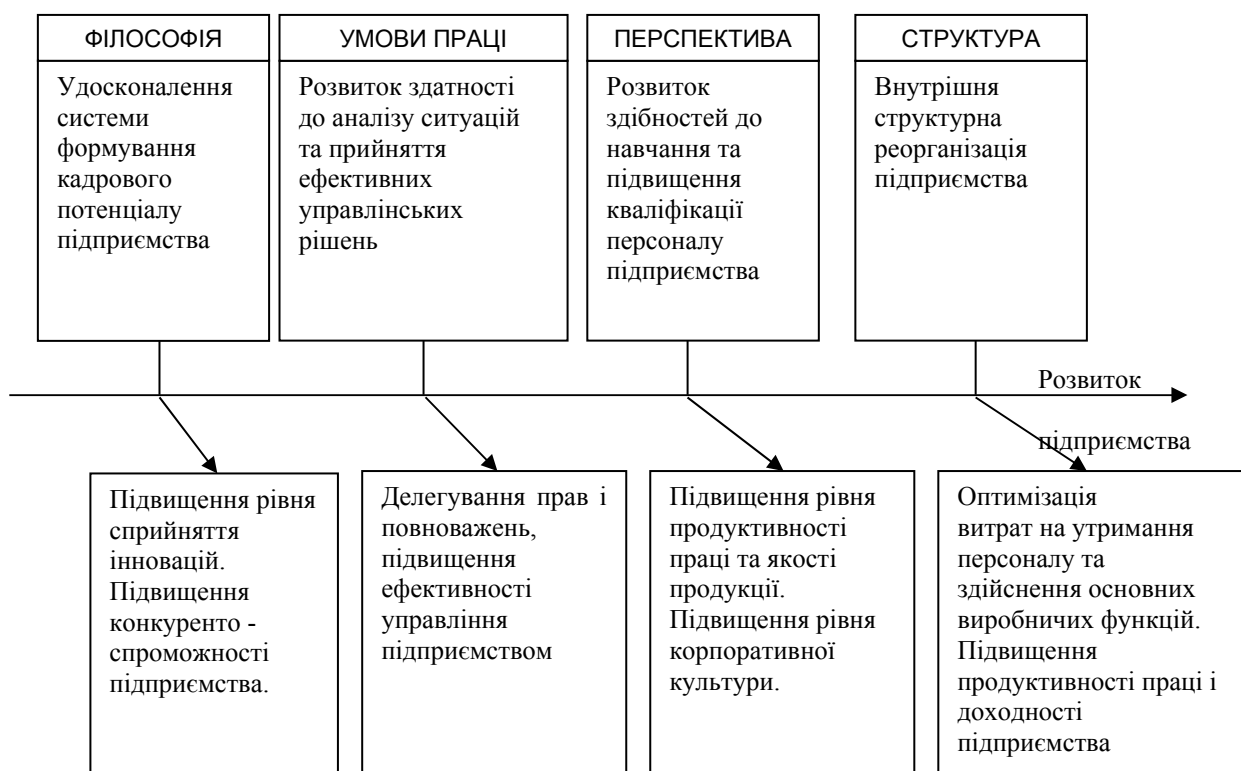 ФІЛОСОФІЯ
Удосконалення
системи
формування
кадрового
потенціалу
підприємства
УМОВИ ПРАЦІ
Розвиток здатності
до аналізу ситуацій
та прийняття
ефективних
управлінських
рішень
ПЕРСПЕКТИВА
Розвиток
здібностей до
навчання та
підвищення
кваліфікації
персоналу
підприємства
СТРУКТУРА
Внутрішня
структурна
реорганізація
підприємства
Розвиток
підприємства
Підвищення рівня
сприйняття
інновацій.
Підвищення
конкуренто -
спроможності
підприємства.
Делегування прав і
повноважень,
підвищення
ефективності
управління
підприємством
Підвищення рівня
продуктивності
праці та якості
продукції.
Підвищення рівня
корпоративної
культури.
Оптимізація
витрат на утримання
персоналу та
здійснення основних
виробничих функцій.
Підвищення
продуктивності праці і
доходності
підприємства